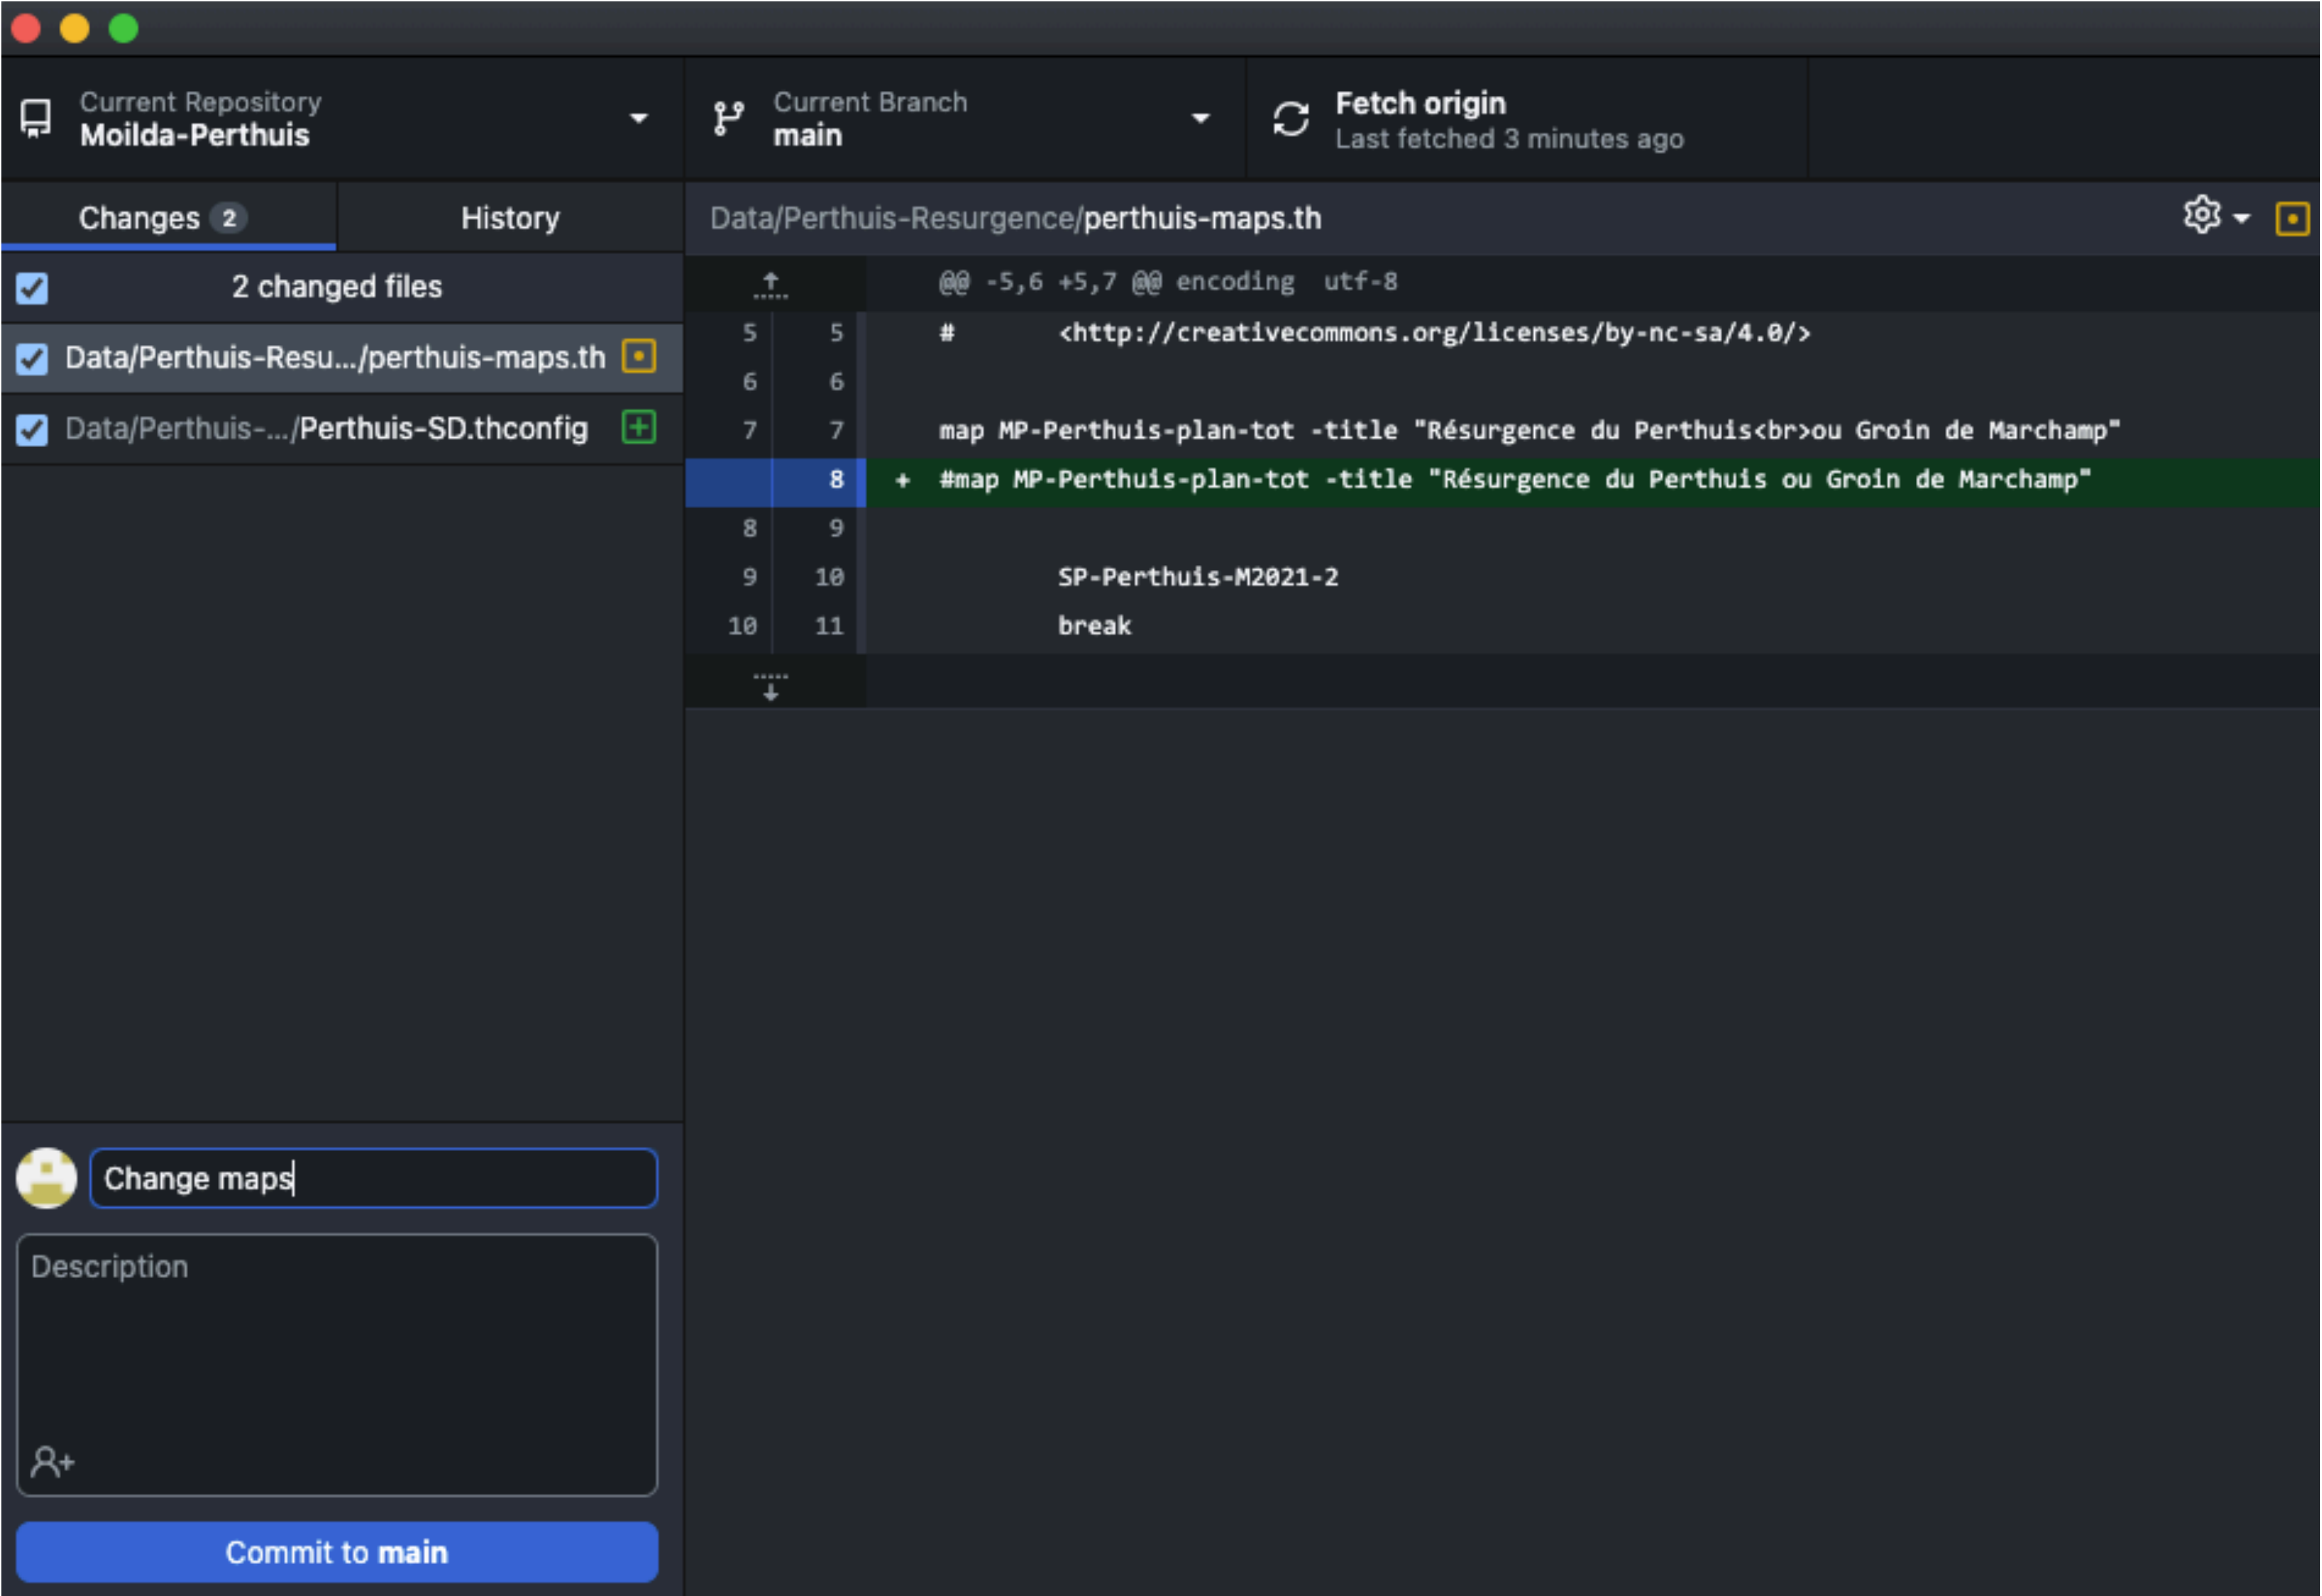 Current Repository
Moilda-Perthuis
Current Branch
main
Fetch origin
Last fetched 3 minutes ago
Changes 2
History
2 changed files
Data/Perthuis-Resu.../perthuis-maps.th
Data/Perthuis-.../Perthuis-SD.thconfig
Data/Perthuis-Resurgence/perthuis-maps.th
@@ -5,6 +5,7 @@ encoding  utf-8
5 5 #       <http://creativecommons.org/licenses/by-nc-sa/4.0/>
6 6
7 7 map MP-Perthuis-plan-tot -title "Résurgence du Perthuis<br>ou Groin de Marchamp"
8 + #map MP-Perthuis-plan-tot -title "Résurgence du Perthuis ou Groin de Marchamp"
8 9
9 10         SP-Perthuis-M2021-2
10 11         break
Change maps
Description
Commit to main